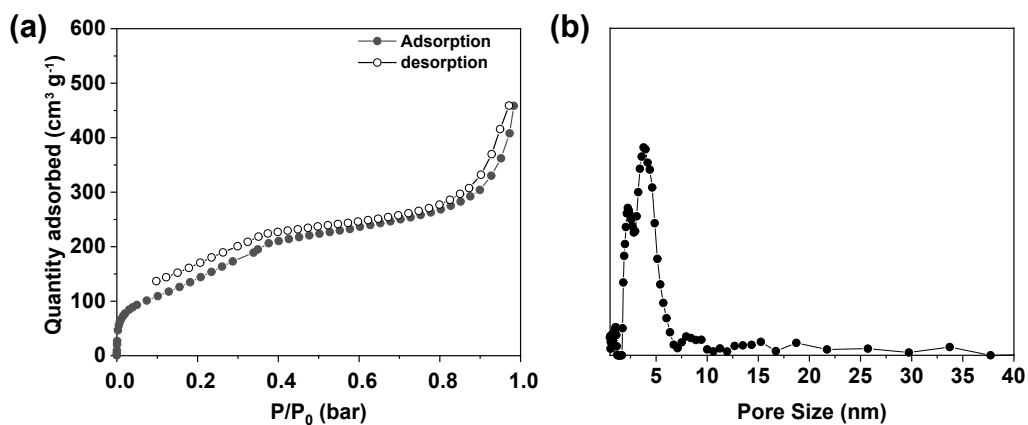 (a)
Quantity adsorbed (cm³ g⁻¹)
600
500
400
300
200
100
0
Adsorption
desorption
0.0 0.2 0.4 0.6 0.8 1.0
P/P₀ (bar)
(b)
5 10 15 20 25 30 35 40
Pore Size (nm)